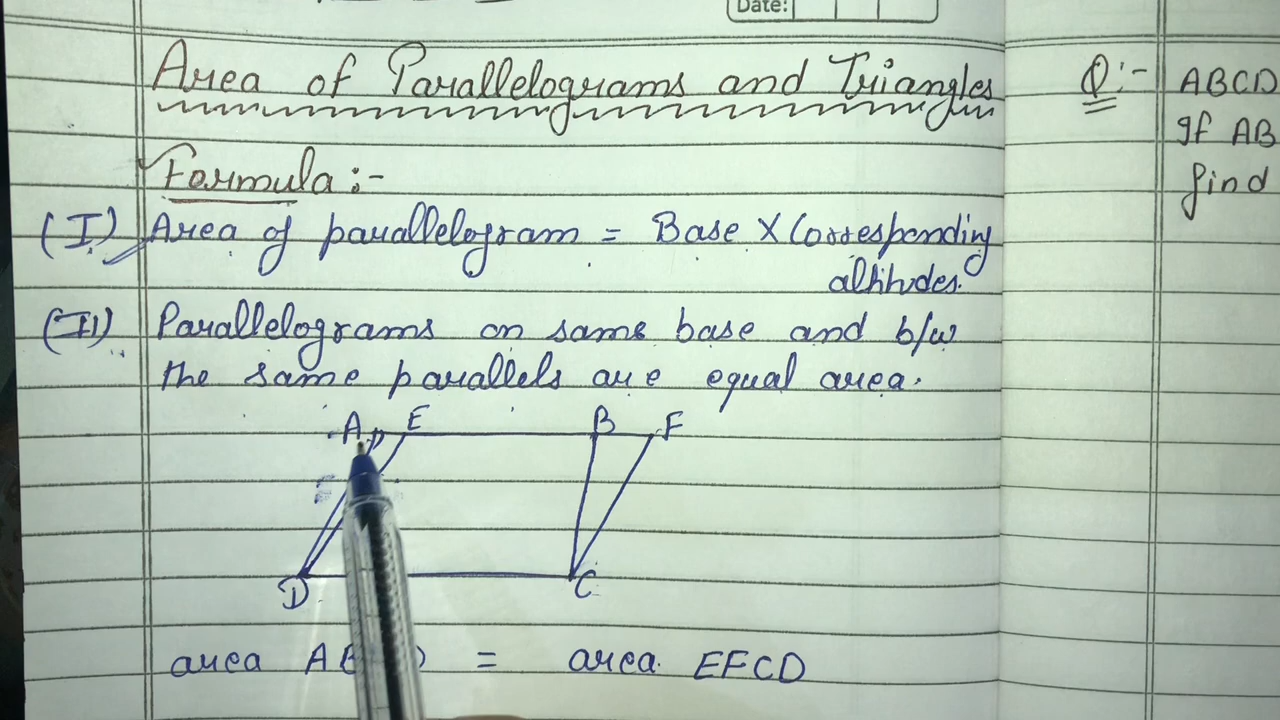 Date:
Area of Parallelograms and Triangles
Formula :-
(I) Area of parallelogram = Base X Corresponding
altitudes.
(II) Parallelograms on same base and b/w
the same parallels are equal area.
A E B F
D C
area = area EFCD
Q:- ABCD
If AB
find